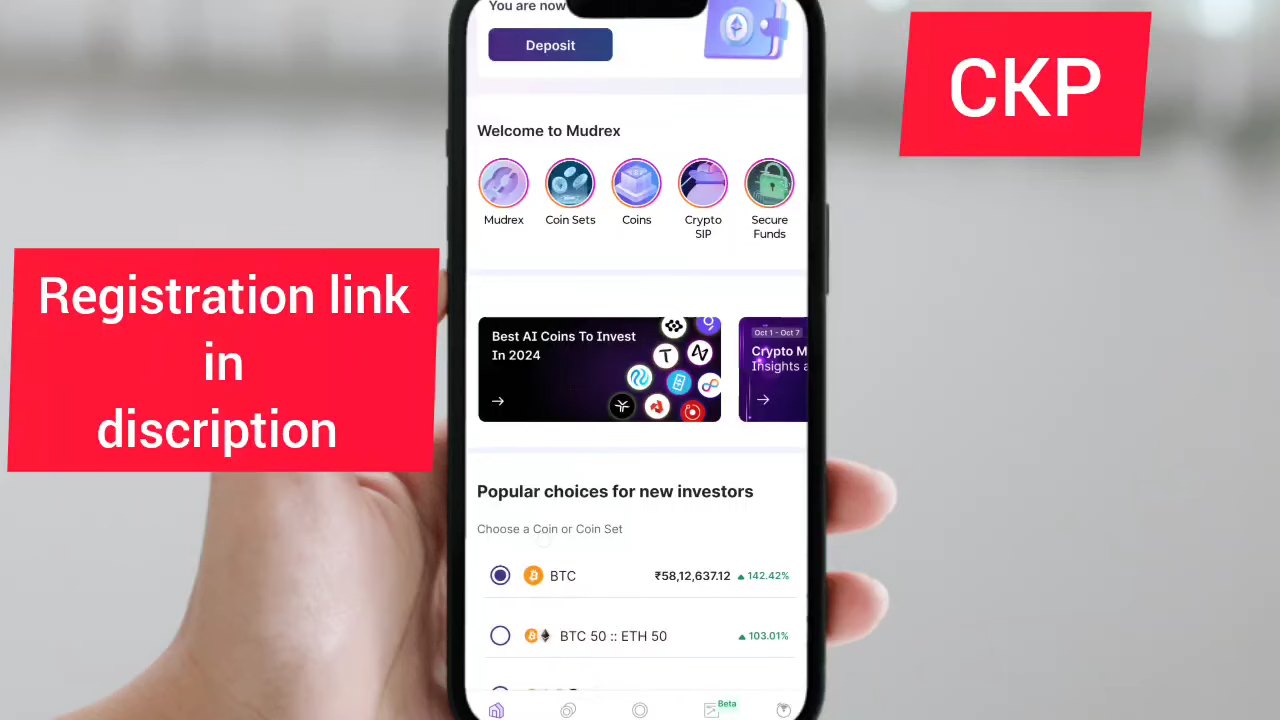 You are now
Deposit
CKP
Welcome to Mudrex
Mudrex
Coin Sets
Coins
Crypto
SIP
Secure
Funds
Registration link
in
discription
Best AI Coins To Invest
In 2024
Oct 1 - Oct 7
Crypto M
Insights a
Popular choices for new investors
Choose a Coin or Coin Set
BTC ₹58,12,637.12 142.42%
BTC 50 :: ETH 50 103.01%
Beta